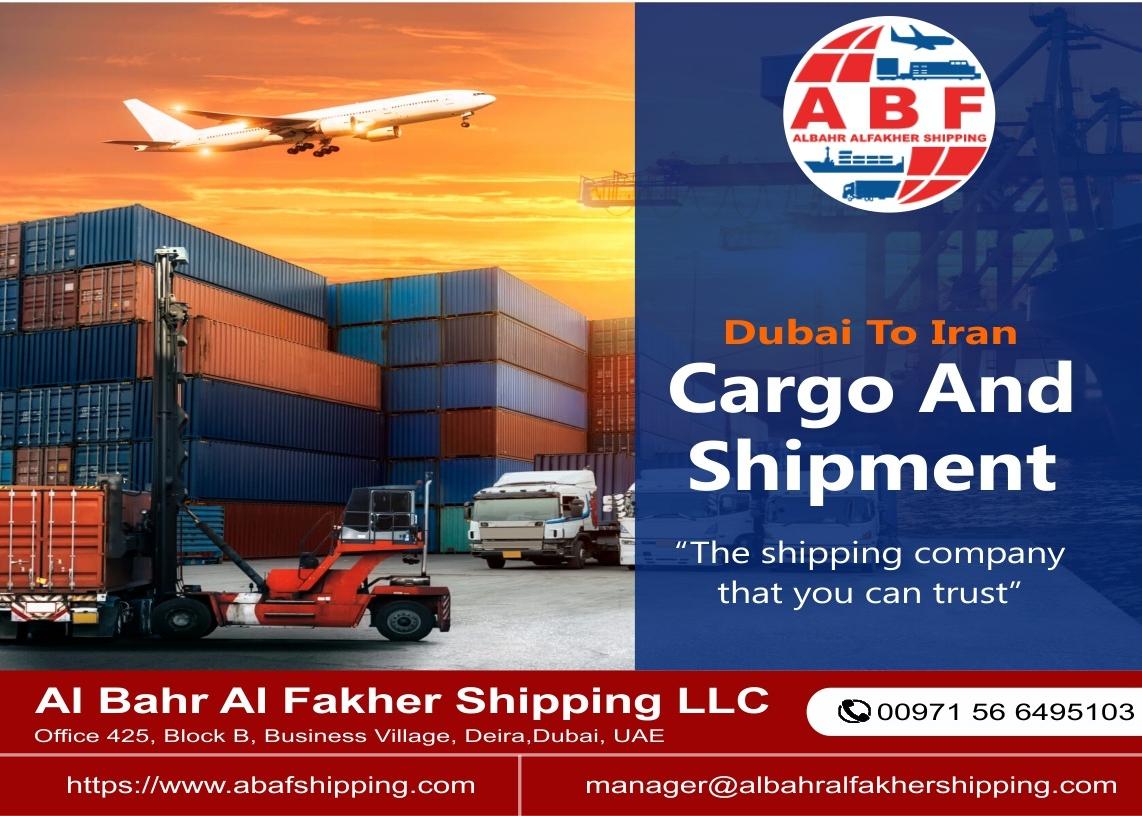 A B F
ALBAHR ALFAKHER SHIPPING
Dubai To Iran
Cargo And
Shipment
“The shipping company
that you can trust”
Al Bahr Al Fakher Shipping LLC
Office 425, Block B, Business Village, Deira,Dubai, UAE
00971 56 6495103
https://www.abafshipping.com
manager@albahralfakhershipping.com